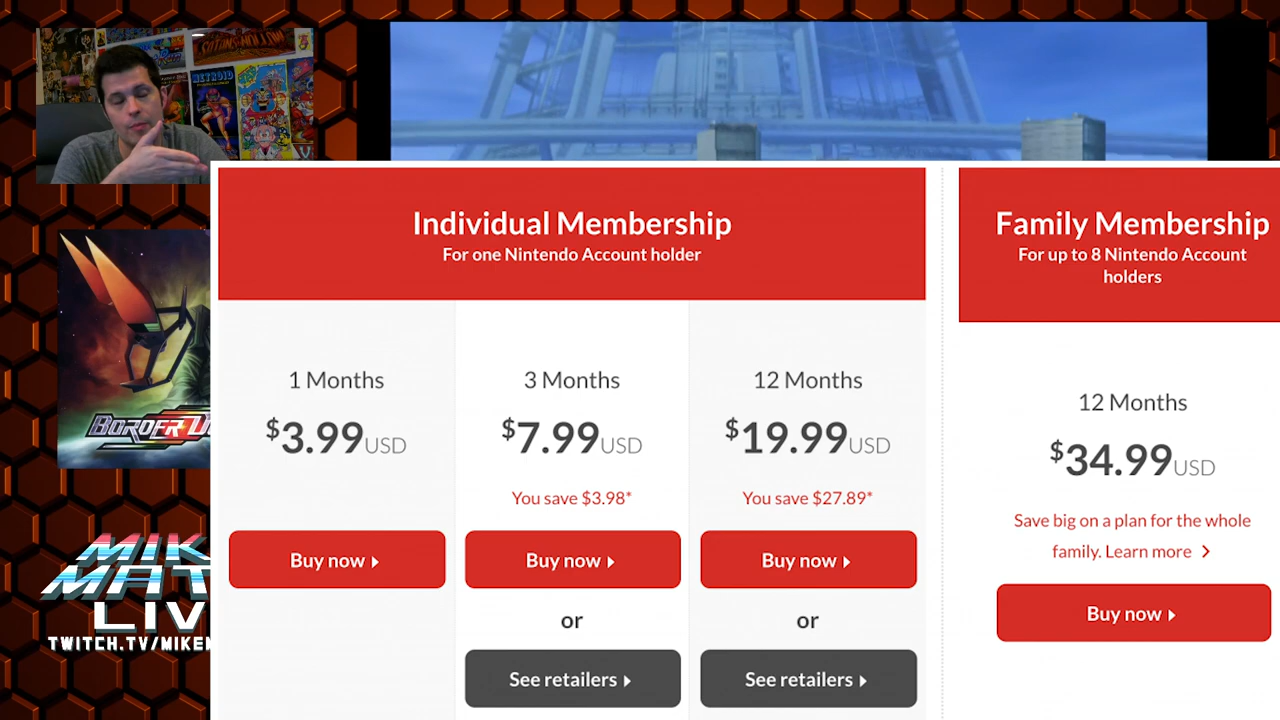 METROID
Individual Membership
For one Nintendo Account holder
Family Membership
For up to 8 Nintendo Account
holders
1 Months
$3.99USD
3 Months
$7.99USD
You save $3.98*
12 Months
$19.99USD
You save $27.89*
12 Months
$34.99USD
Save big on a plan for the whole
family. Learn more
Buy now
Buy now
Buy now
Buy now
or
or
See retailers
See retailers
LIV
TWITCH.TV/MIKE